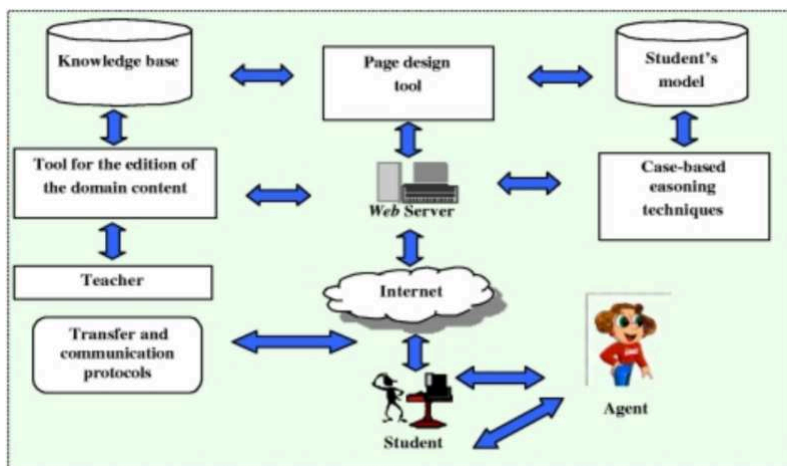 Knowledge base
Page design
tool
Student's
model
Tool for the edition of
the domain content
Web Server
Case-based
easoning
techniques
Teacher
Internet
Transfer and
communication
protocols
Student
Agent